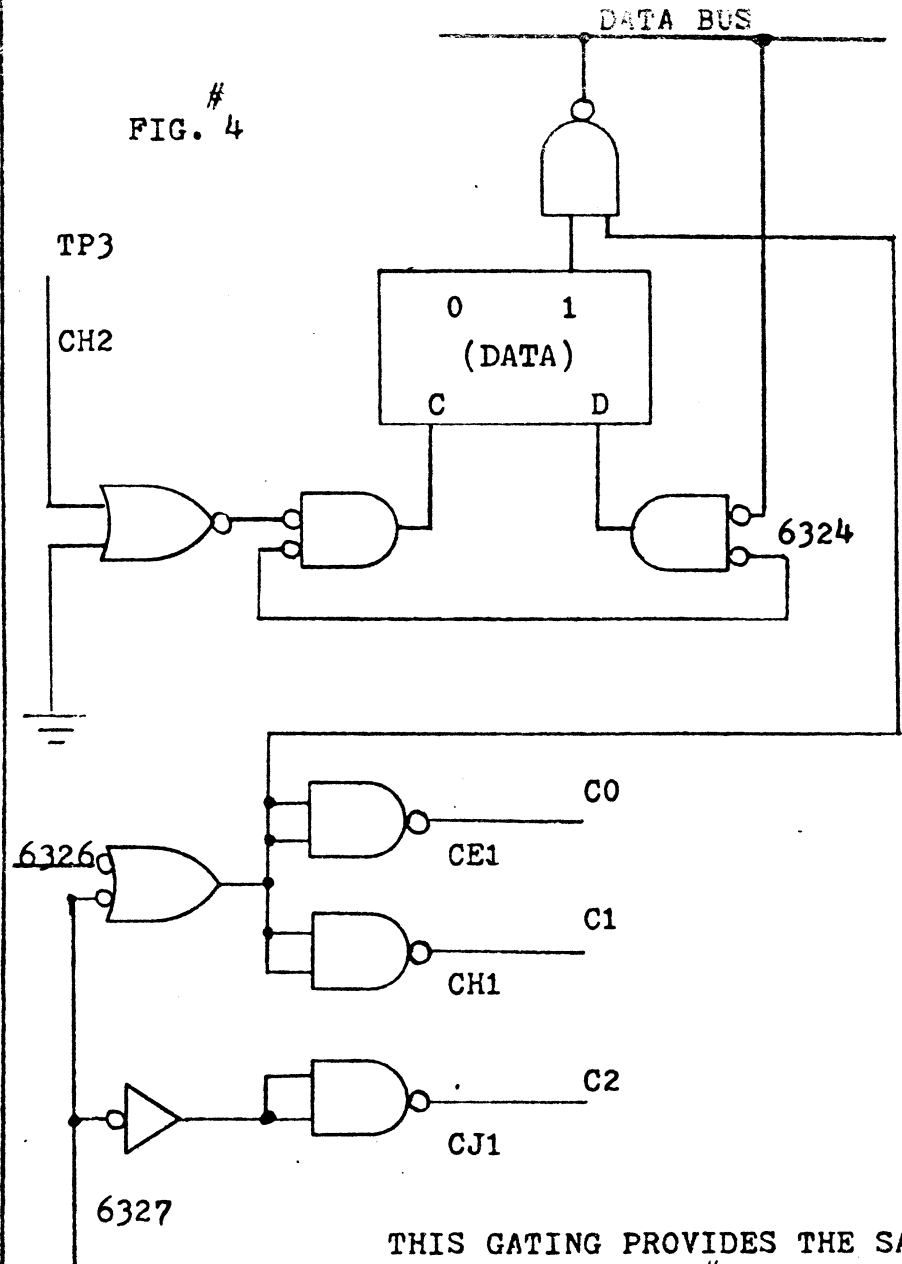 DATA BUS
#
FIG. 4
TP3
CH2
0 1
(DATA)
C D
6324
C0
6326
CE1
C1
CH1
C2
CJ1
6327
THIS GATING PROVIDES THE SA